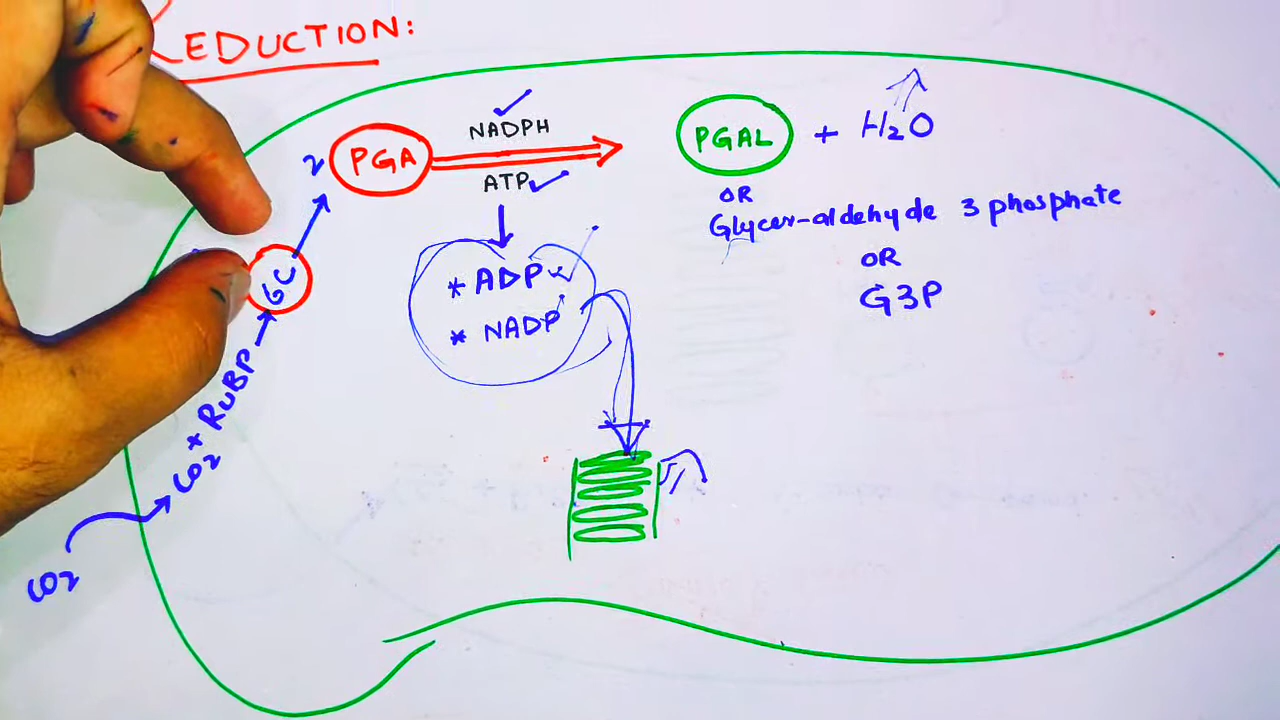 REDUCTION:
NADPH
2 PGA
ATP
PGAL + H2O
OR
Glycer-aldehyde 3 phosphate
OR
G3P
* ADP
* NADP
6C
CO2 + RuBP
CO2